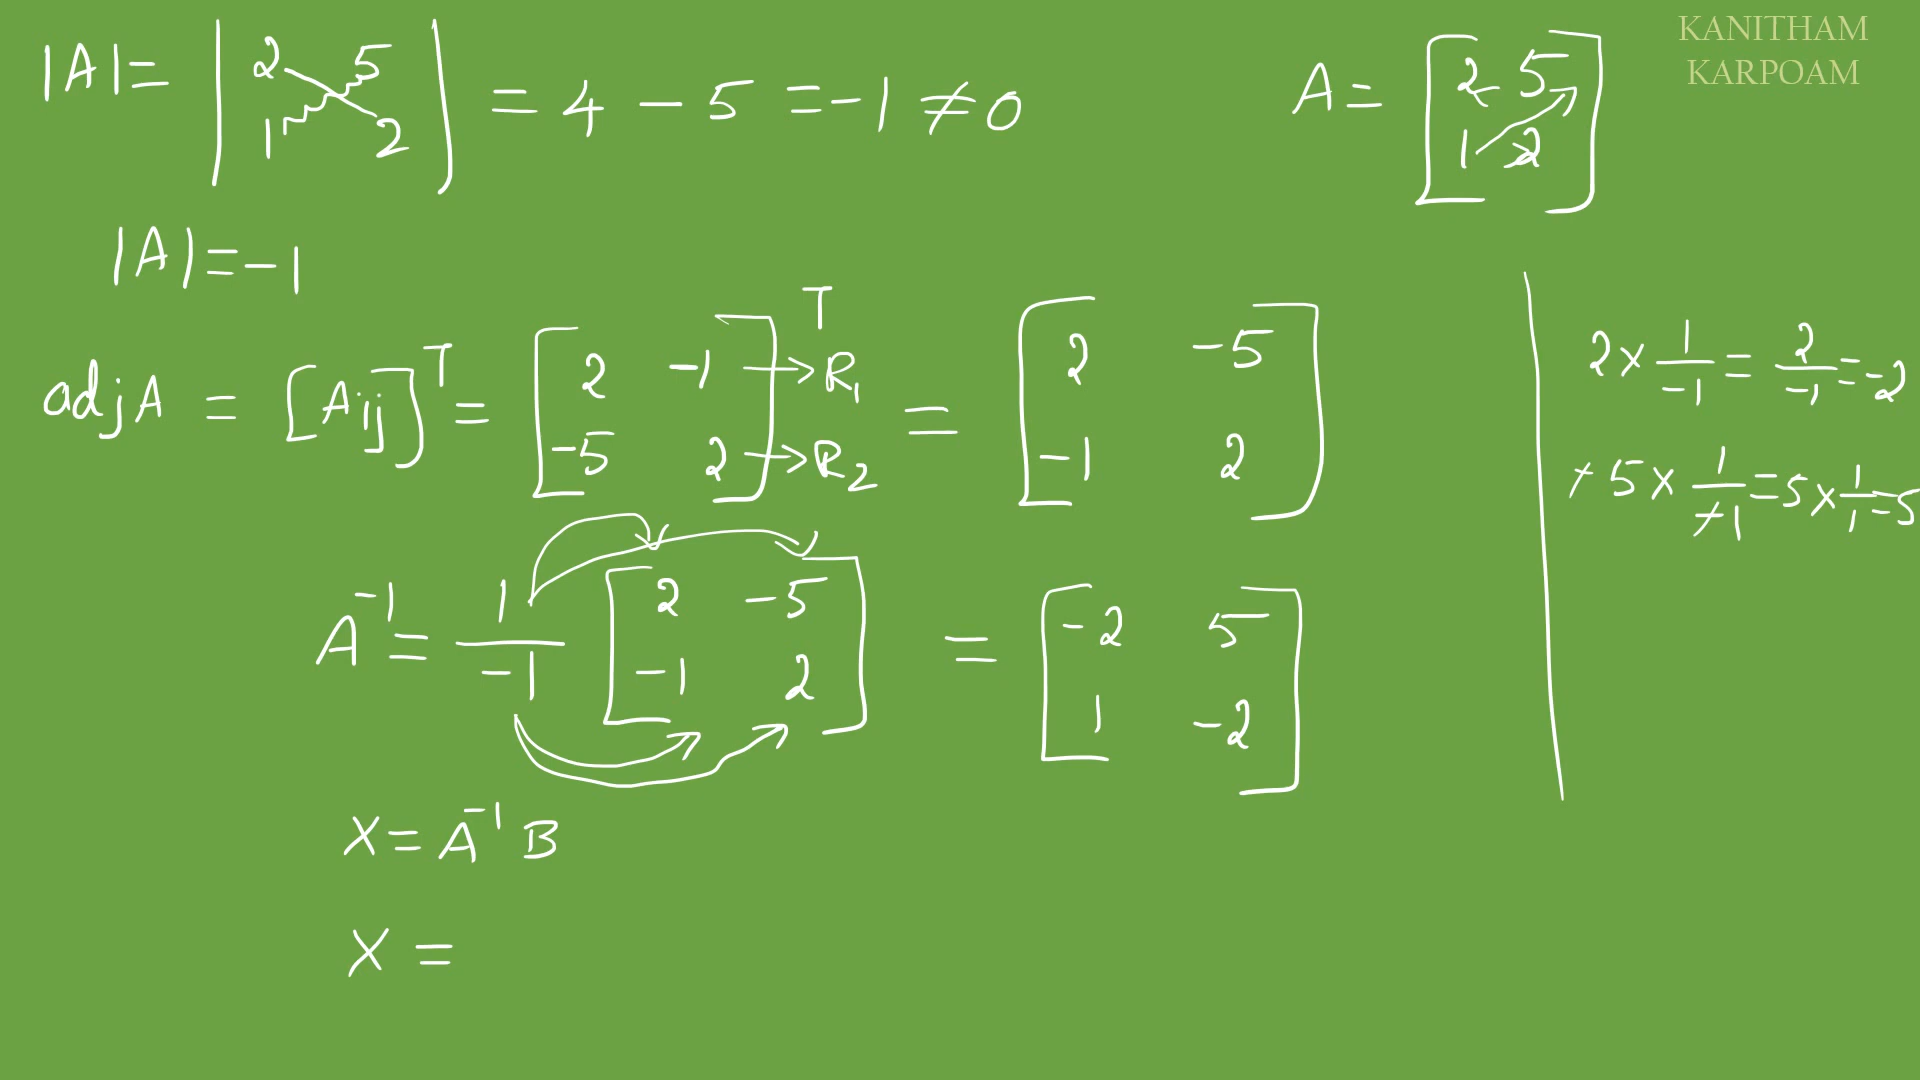 KANITHAM
KARPOAM
|A| = | 2 5 | = 4 - 5 = -1 ≠ 0
| 1 2 |
A = [ 2 5 ]
[ 1 2 ]
|A| = -1
adj A = [Aij]^T = [ 2 -1 ]^T → R1 = [ 2 -5 ]
[ -5 2 ] → R2 [ -1 2 ]
2 × 1/-1 = 2/-1 = -2
-5 × 1/-1 = 5 × 1/1 = 5
A^-1 = 1/-1 [ 2 -5 ] = [ -2 5 ]
[ -1 2 ] [ 1 -2 ]
X = A^-1 B
X =